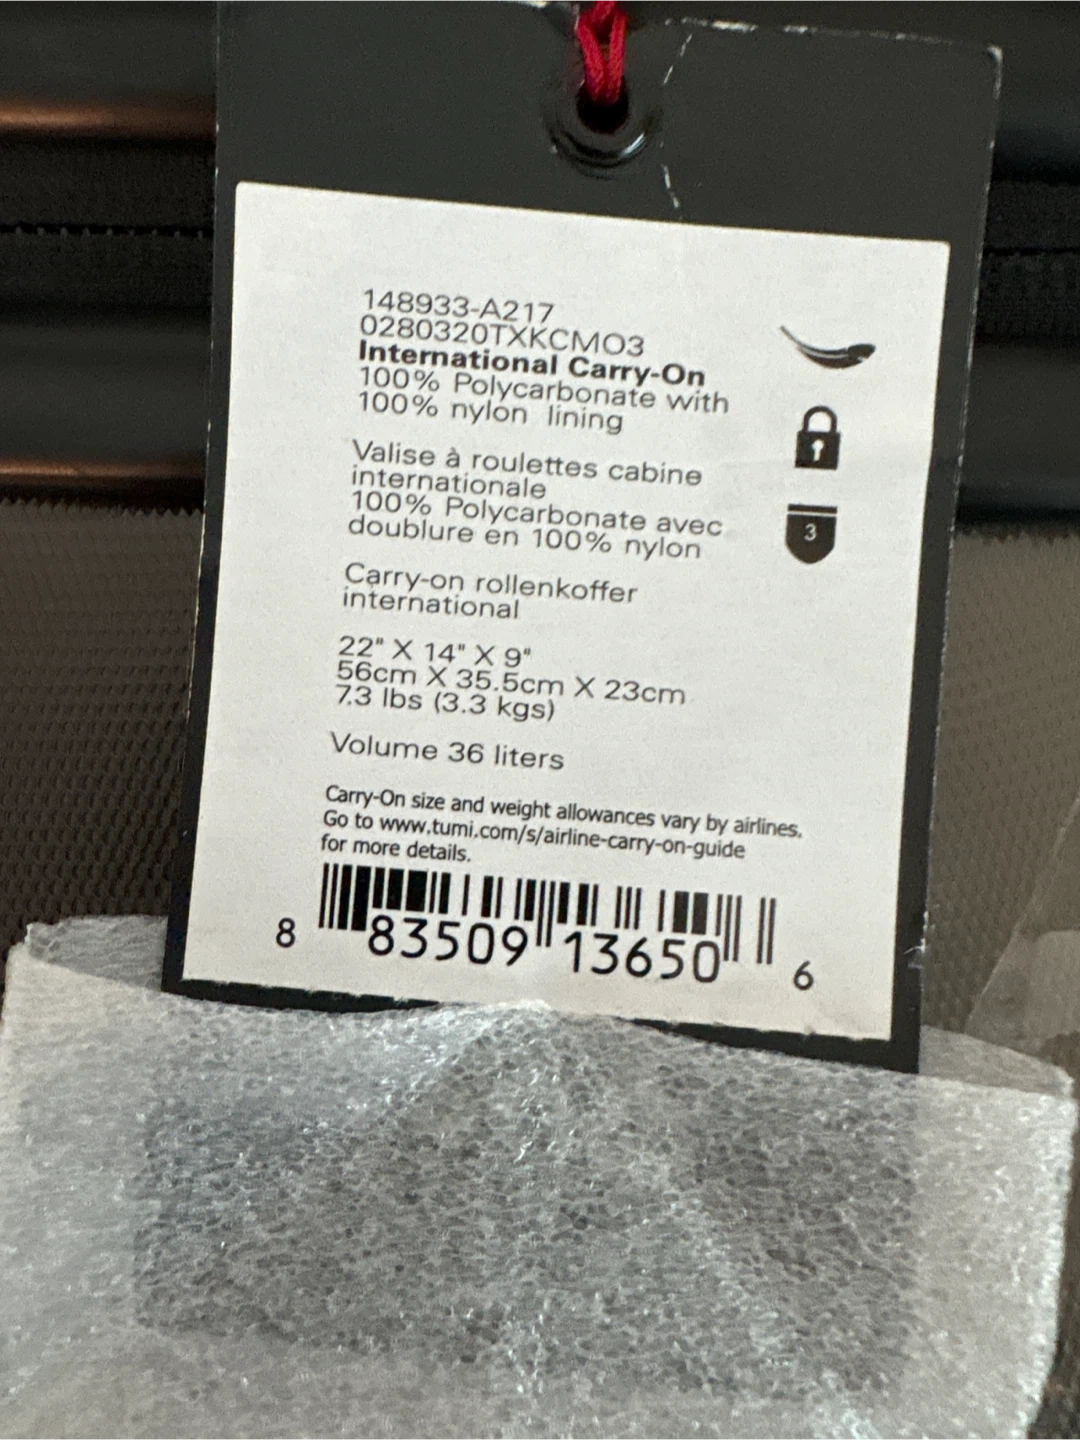 148933-A217
0280320TXKCMO3
International Carry-On
100% Polycarbonate with
100% nylon lining
Valise à roulettes cabine
internationale
100% Polycarbonate avec
doublure en 100% nylon
Carry-on rollenkoffer
international
3
22" X 14" X 9"
56cm X 35.5cm X 23cm
7.3 lbs (3.3 kgs)
Volume 36 liters
Carry-On size and weight allowances vary by airlines.
Go to www.tumi.com/s/airline-carry-on-guide
for more details.
8 83509 13650 6